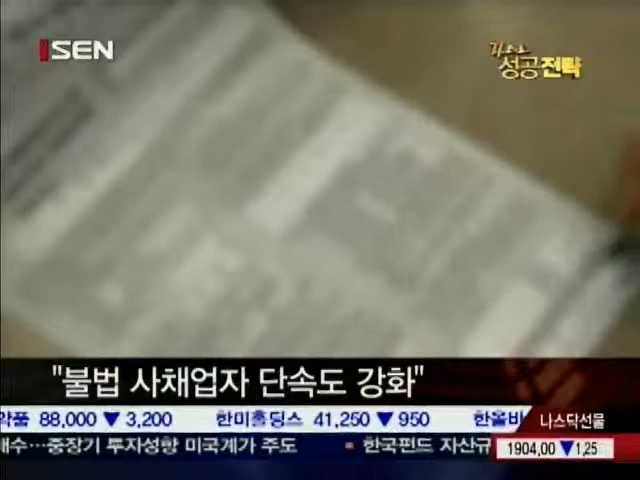 SEN
성공전략
"불법 사채업자 단속도 강화"
약품 88,000 ▼ 3,200 한미홀딩스 41,250 ▼ 950 한올바
나스닥선물
매수…중장기 투자성향 미국계가 주도 ▪ 한국펀드 자산규
1904,00 ▼1,25